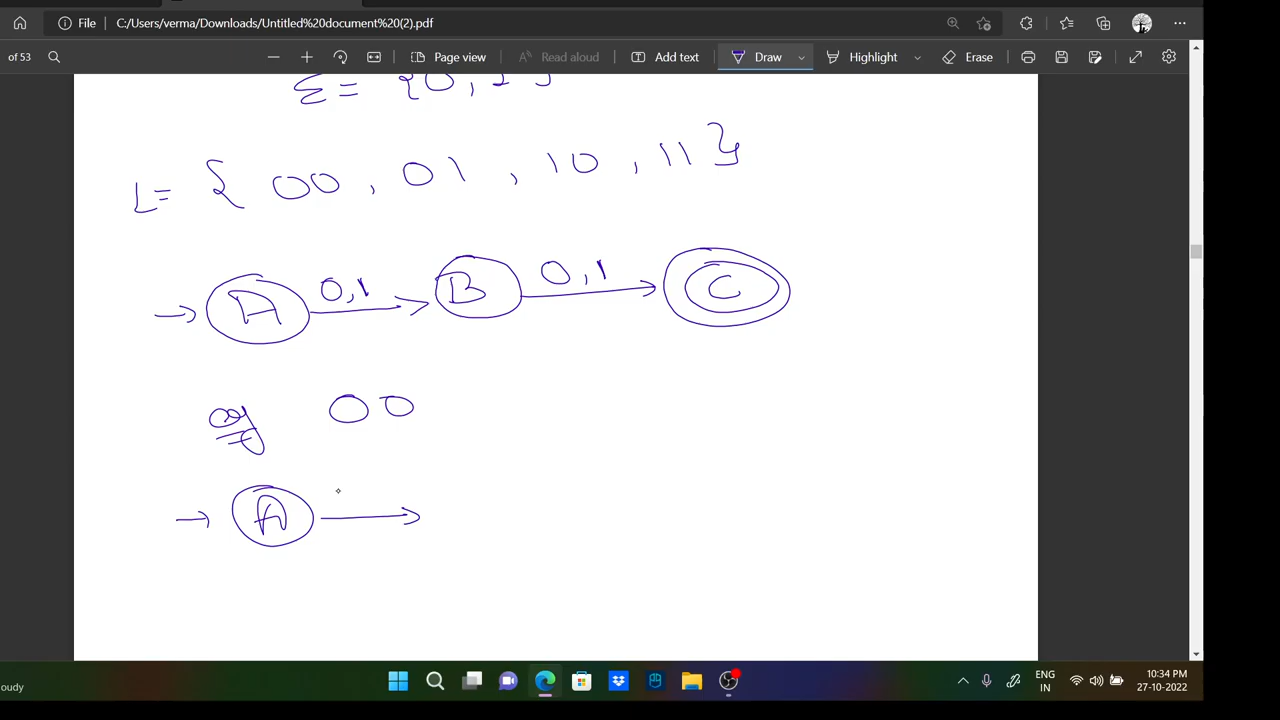 File C:/Users/verma/Downloads/Untitled%20document%20(2).pdf
of 53 Page view Read aloud Add text Draw Highlight Erase
Σ= {0, 1}
L= { 00 , 01 , 10 , 11 }
→ A 0,1 → B 0,1 → C
eg 00
→ A →
oudy
ENG
IN
10:34 PM
27-10-2022